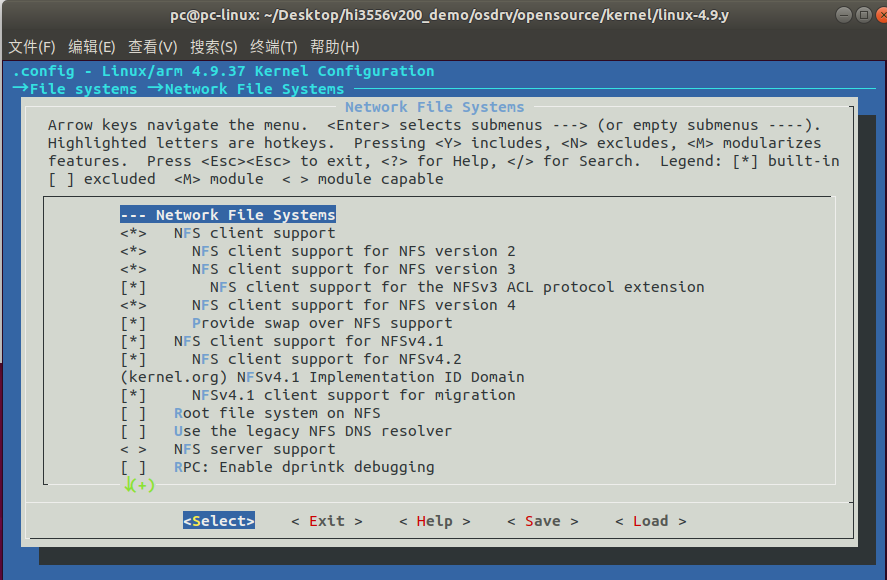 pc@pc-linux: ~/Desktop/hi3556v200_demo/osdrv/opensource/kernel/linux-4.9.y
文件(F) 编辑(E) 查看(V) 搜索(S) 终端(T) 帮助(H)
.config - Linux/arm 4.9.37 Kernel Configuration
→File systems →Network File Systems
Network File Systems
Arrow keys navigate the menu.  <Enter> selects submenus ---> (or empty submenus ----).
Highlighted letters are hotkeys.  Pressing <Y> includes, <N> excludes, <M> modularizes
features.  Press <Esc><Esc> to exit, <?> for Help, </> for Search.  Legend: [*] built-in
[ ] excluded  <M> module  < > module capable
--- Network File Systems
<*>   NFS client support
<*>     NFS client support for NFS version 2
<*>     NFS client support for NFS version 3
[*]       NFS client support for the NFSv3 ACL protocol extension
<*>     NFS client support for NFS version 4
[*]     Provide swap over NFS support
[*]   NFS client support for NFSv4.1
[*]     NFS client support for NFSv4.2
(kernel.org) NFSv4.1 Implementation ID Domain
[*]     NFSv4.1 client support for migration
[ ]   Root file system on NFS
[ ]   Use the legacy NFS DNS resolver
< >   NFS server support
[ ]   RPC: Enable dprintk debugging
↓(+)
<Select>    < Exit >    < Help >    < Save >    < Load >